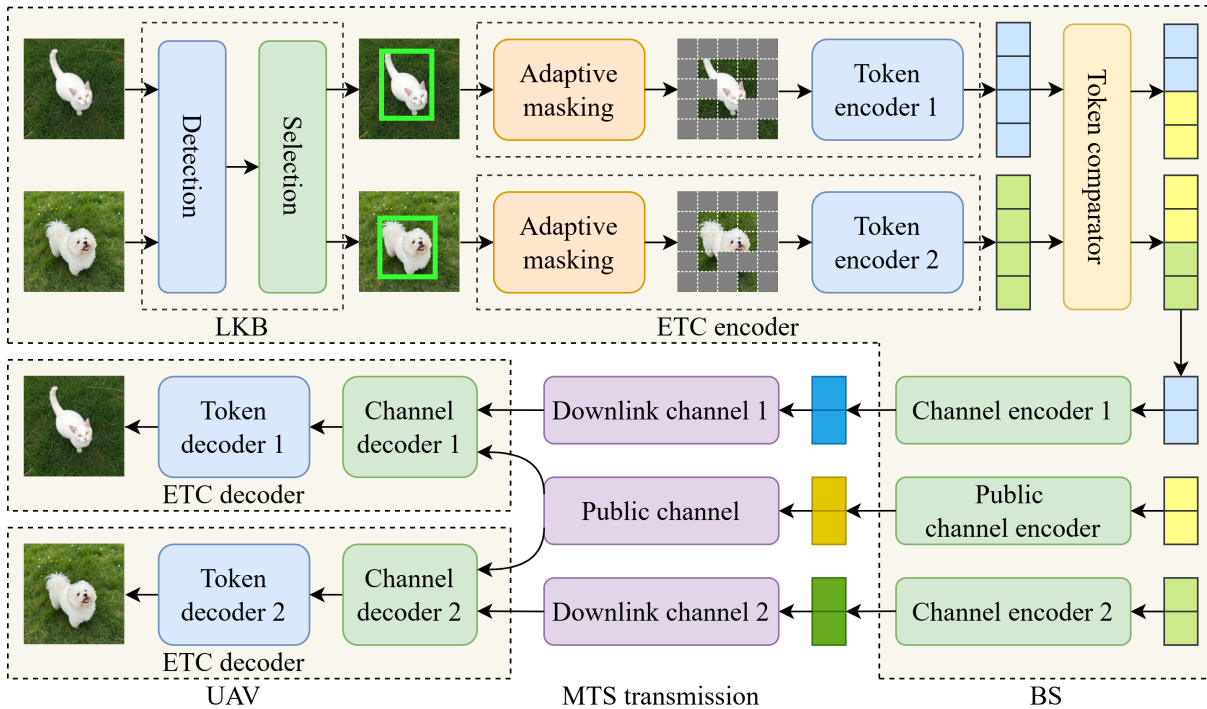 Detection
Selection
Adaptive
masking
Token
encoder 1
Token comparator
Adaptive
masking
Token
encoder 2
LKB
ETC encoder
Token
decoder 1
Channel
decoder 1
Downlink channel 1
Channel encoder 1
ETC decoder
Public channel
Public
channel encoder
Token
decoder 2
Channel
decoder 2
Downlink channel 2
Channel encoder 2
ETC decoder
UAV
MTS transmission
BS